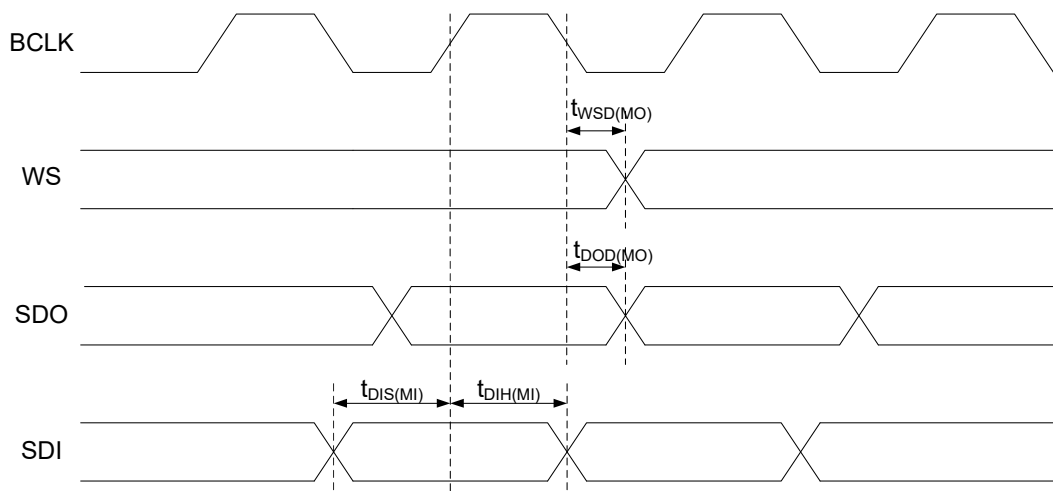 BCLK
tWSD(MO)
WS
tDOD(MO)
SDO
tDIS(MI) tDIH(MI)
SDI